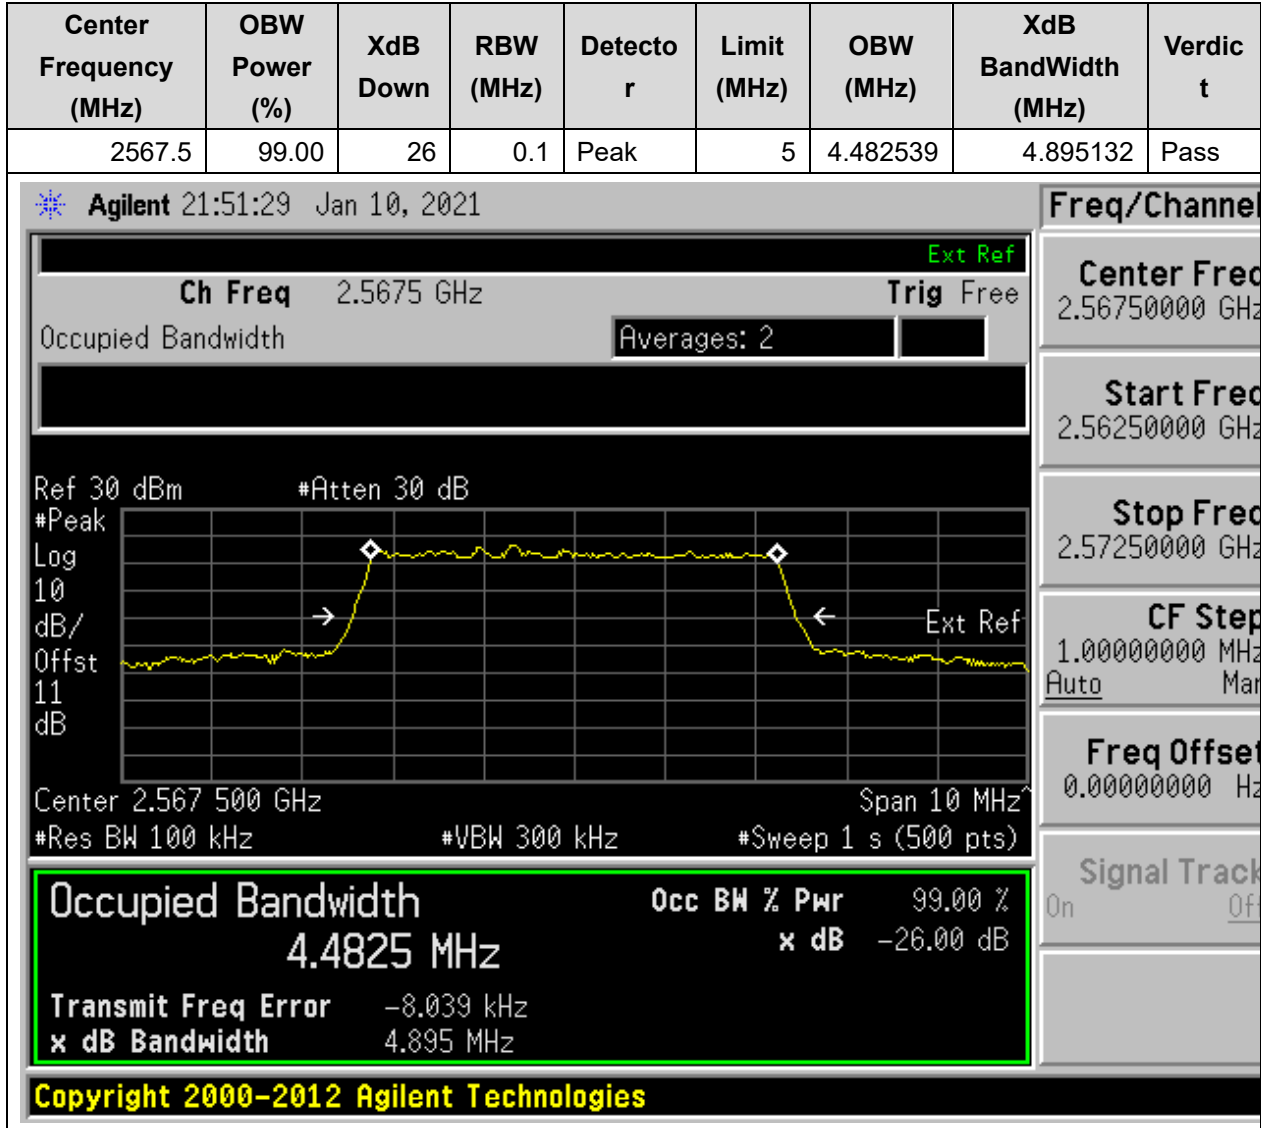 Center Frequency (MHz) OBW Power (%) XdB Down RBW (MHz) Detecto r Limit (MHz) OBW (MHz) XdB BandWidth (MHz) Verdic t
2567.5 99.00 26 0.1 Peak 5 4.482539 4.895132 Pass
Agilent 21:51:29 Jan 10, 2021
Freq/Channel
Ext Ref
Ch Freq 2.5675 GHz Trig Free
Occupied Bandwidth Averages: 2
Center Freq
2.56750000 GHz
Start Freq
2.56250000 GHz
Stop Freq
2.57250000 GHz
CF Step
1.00000000 MHz
Auto Man
Freq Offset
0.00000000 Hz
Signal Track
On Off
Ref 30 dBm #Atten 30 dB
#Peak
Log
10
dB/
Offst
11
dB
Ext Ref
Center 2.567 500 GHz Span 10 MHz^
#Res BW 100 kHz #VBW 300 kHz #Sweep 1 s (500 pts)
Occupied Bandwidth Occ BW % Pwr 99.00 %
4.4825 MHz x dB -26.00 dB
Transmit Freq Error -8.039 kHz
x dB Bandwidth 4.895 MHz
Copyright 2000-2012 Agilent Technologies